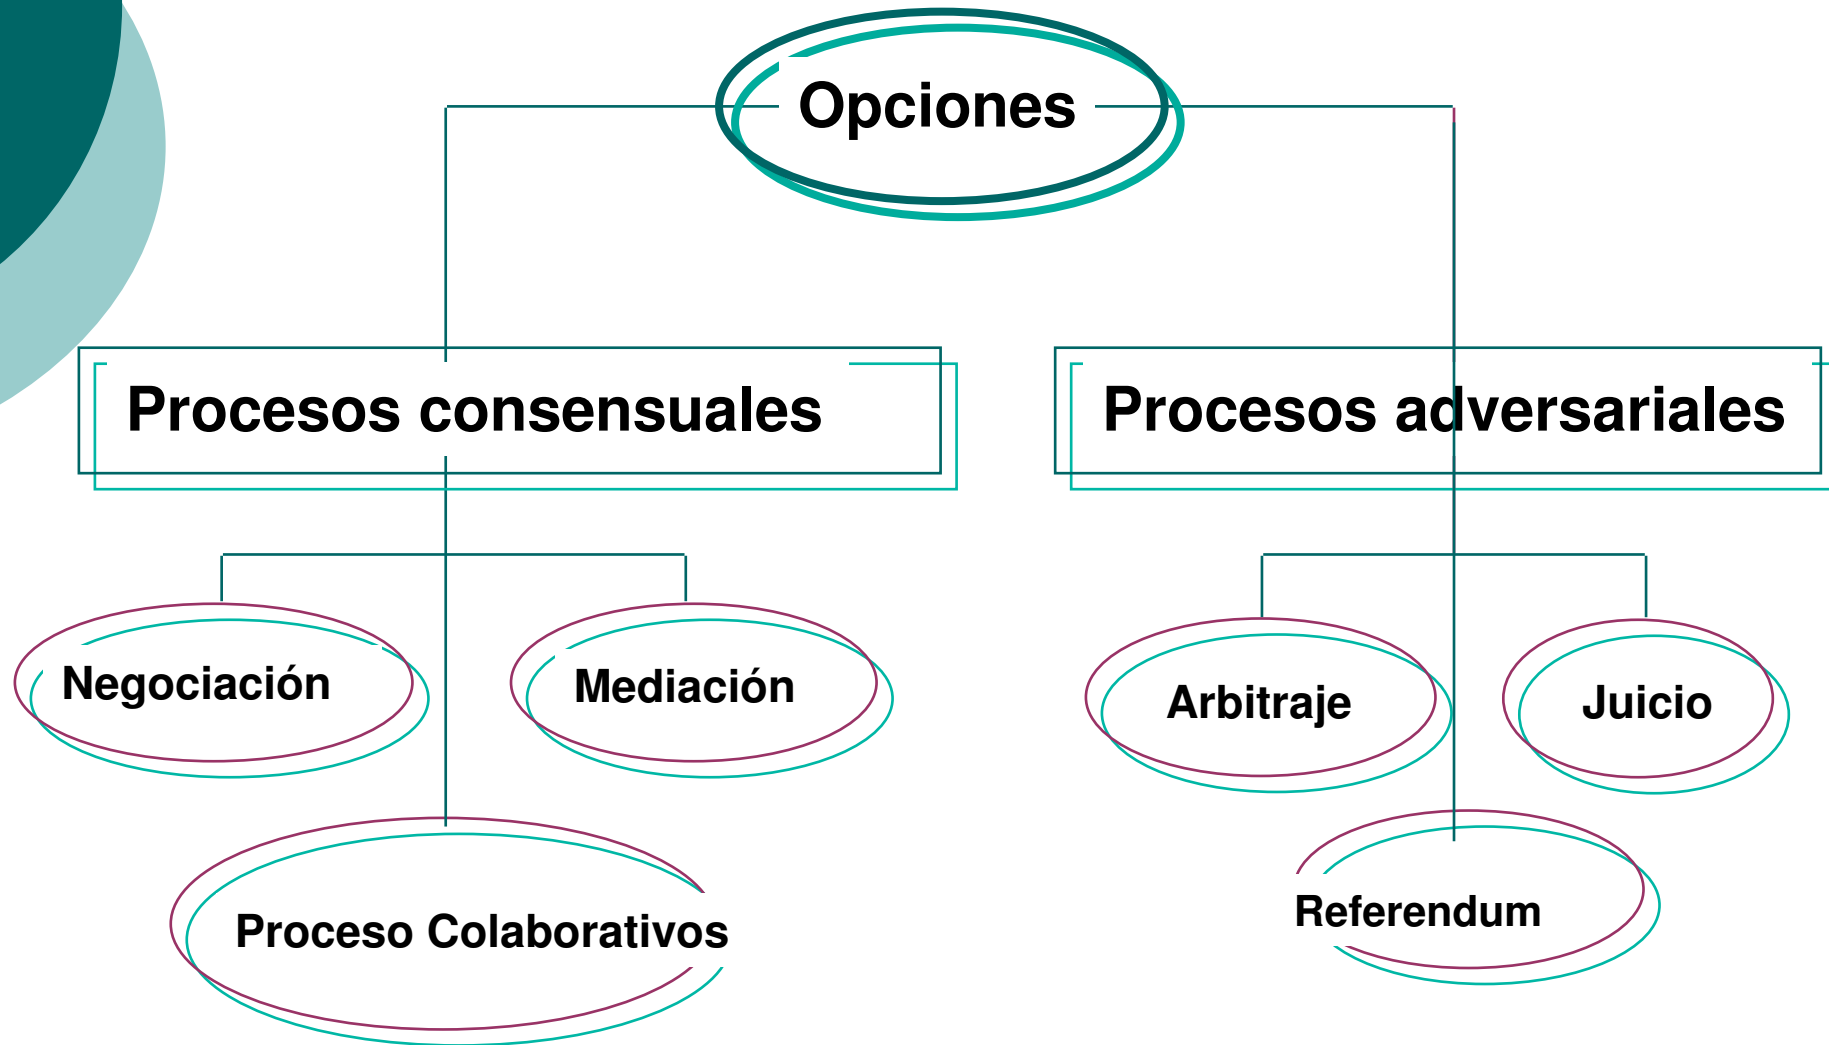 Opciones
Procesos consensuales
Procesos adversariales
Negociación
Mediación
Arbitraje
Juicio
Proceso Colaborativos
Referendum